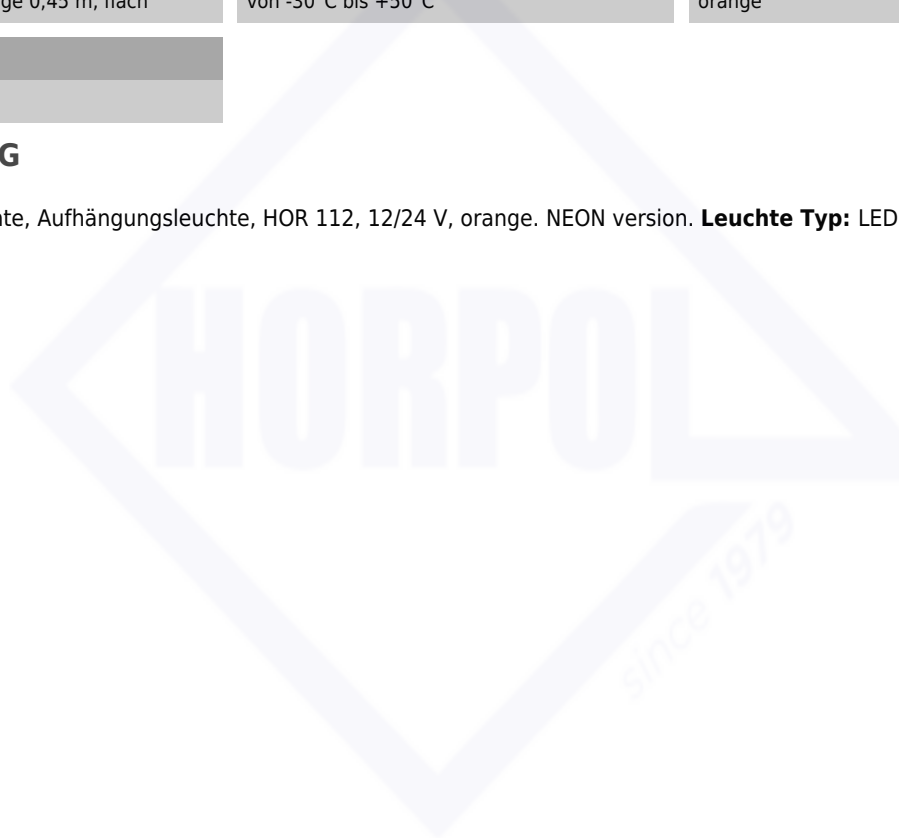 ge 0,45 m, flach
von -30°C bis +50°C
orange
G
te, Aufhängungsleuchte, HOR 112, 12/24 V, orange. NEON version. Leuchte Typ: LED
HORPOL
since 1979